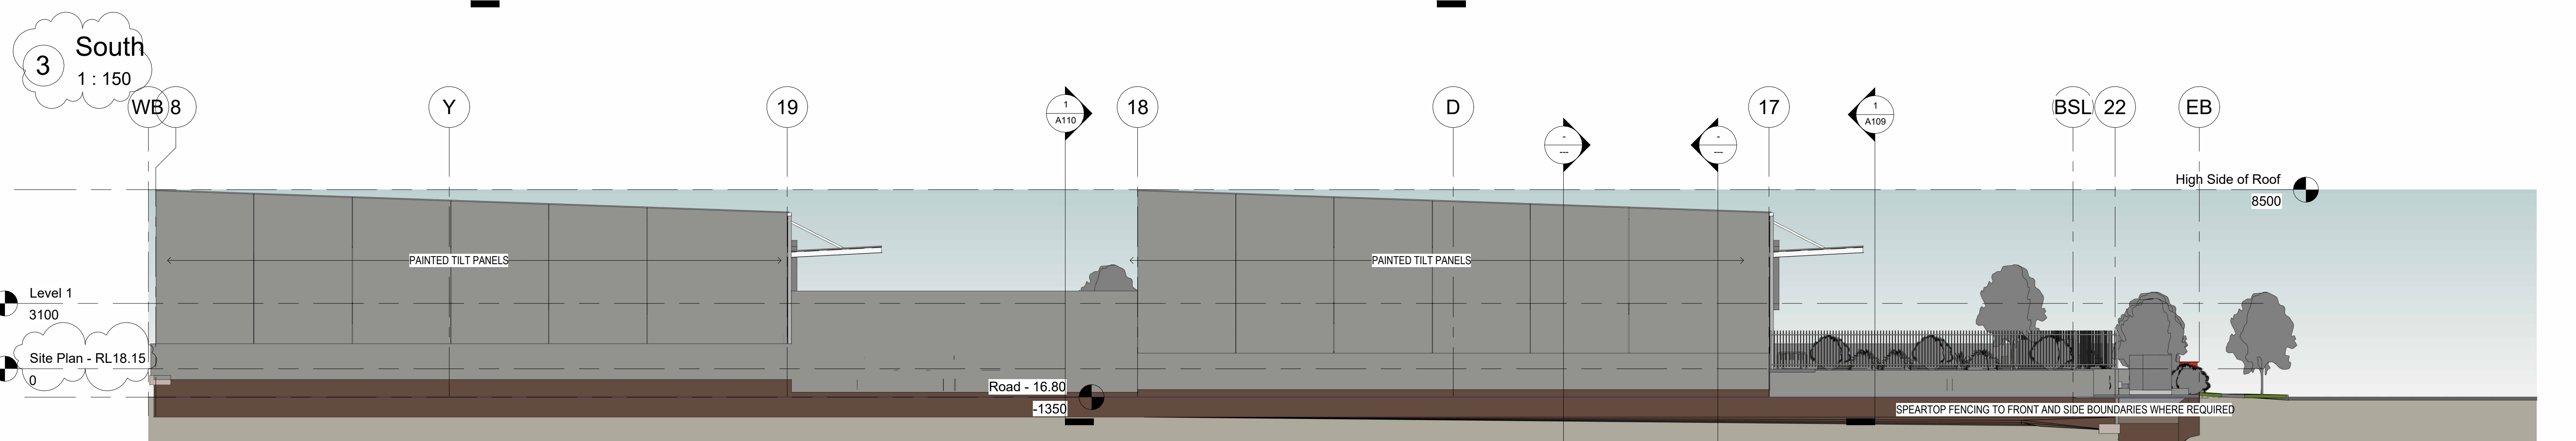 3
South
1 : 150
WB
8
Y
19
1
A110
18
D
-
---
-
---
17
1
A109
BSL
22
EB
High Side of Roof
8500
PAINTED TILT PANELS
PAINTED TILT PANELS
Level 1
3100
Site Plan - RL18.15
0
Road - 16.80
-1350
SPEARTOP FENCING TO FRONT AND SIDE BOUNDARIES WHERE REQUIRED